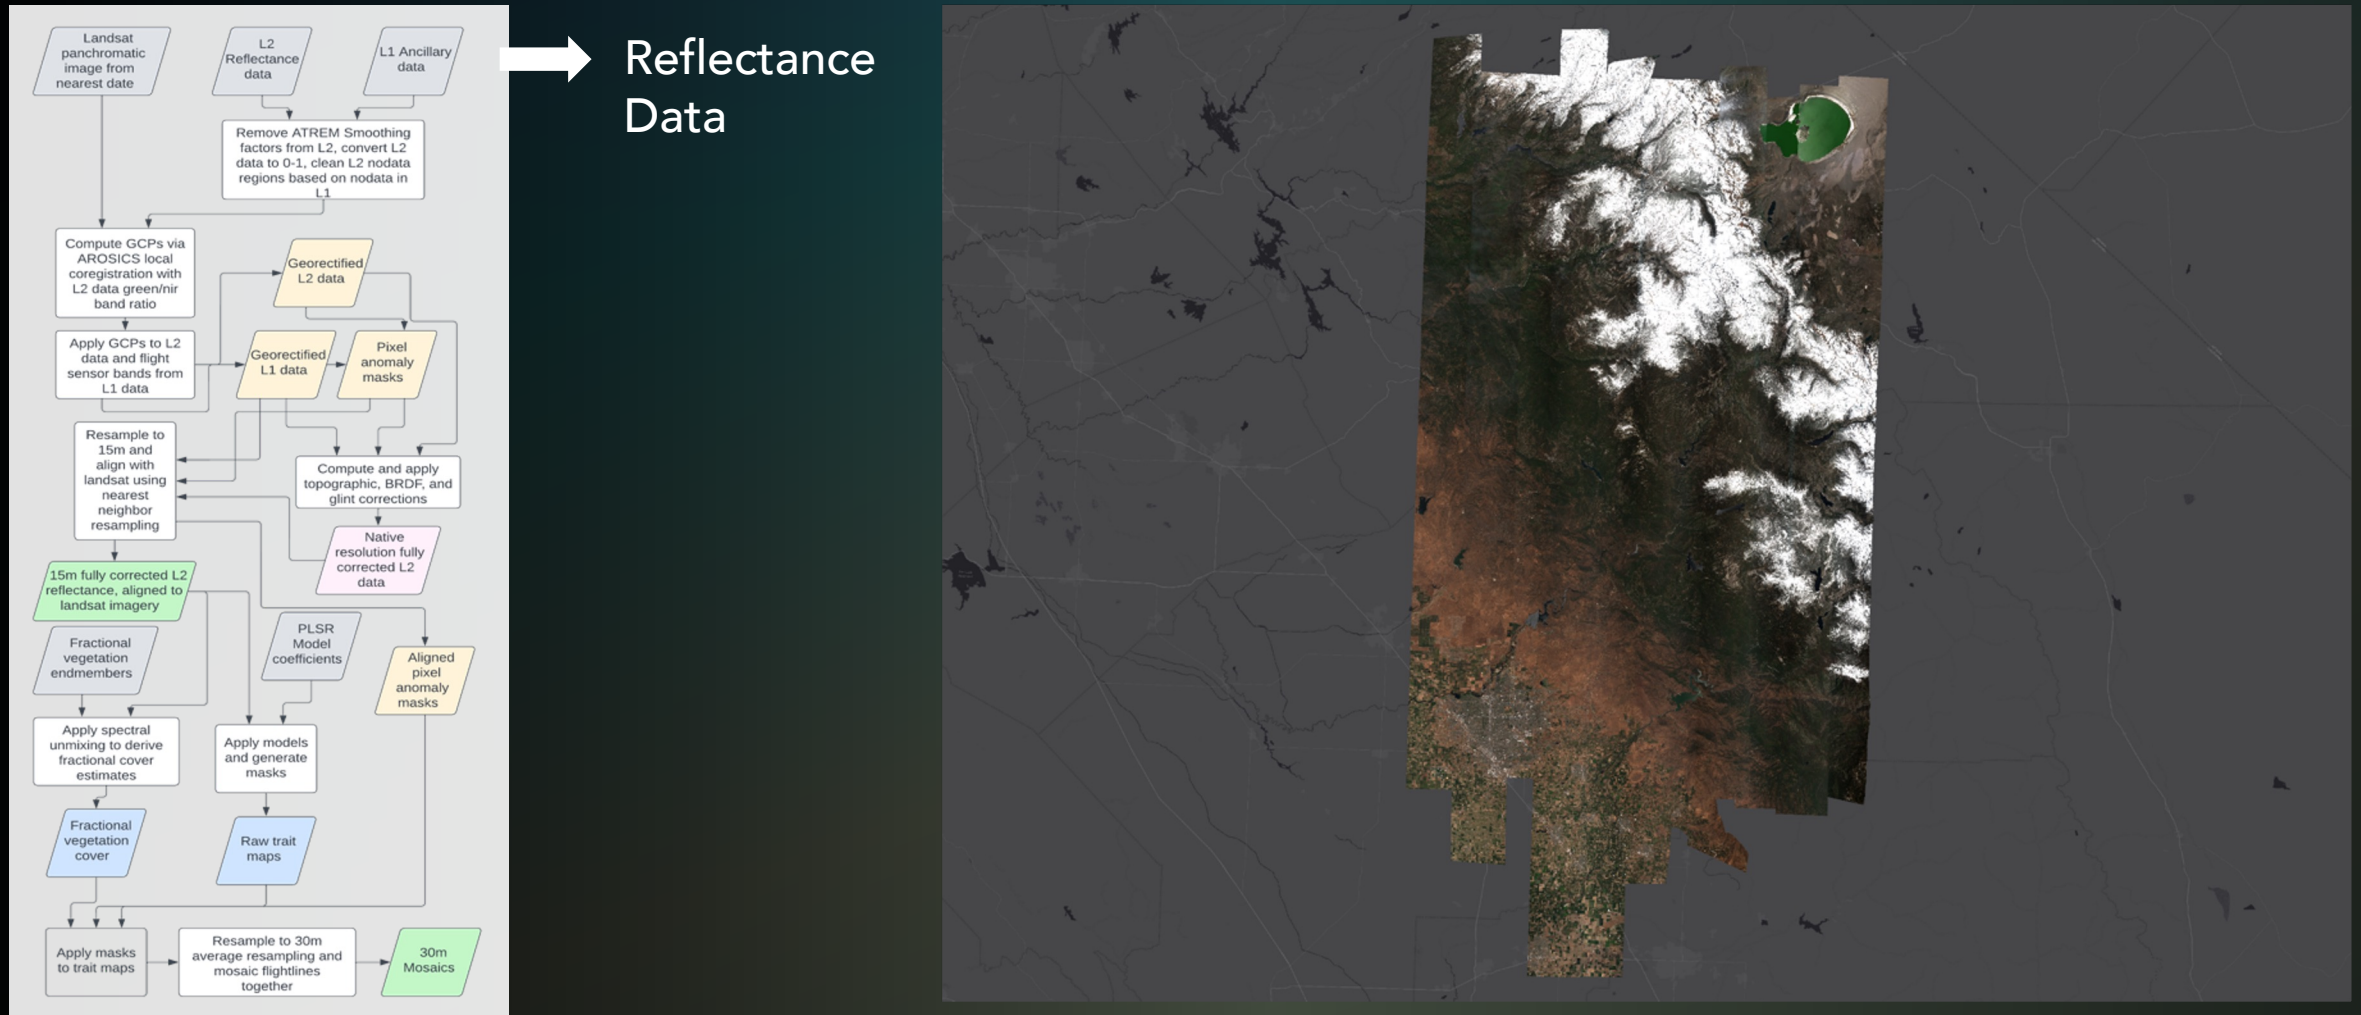 Landsat
panchromatic
image from
nearest date
L2
Reflectance
data
L1 Ancillary
data
Reflectance
Data
Remove ATREM Smoothing
factors from L2, convert L2
data to 0-1, clean L2 nodata
regions based on nodata in
L1
Compute GCPs via
AROSICS local
coregistration with
L2 data green/nir
band ratio
Georectified
L2 data
Apply GCPs to L2
data and flight
sensor bands from
L1 data
Georectified
L1 data
Pixel
anomaly
masks
Resample to
15m and
align with
landsat using
nearest
neighbor
resampling
Compute and apply
topographic, BRDF, and
glint corrections
Native
resolution fully
corrected L2
data
15m fully corrected L2
reflectance, aligned to
landsat imagery
Fractional
vegetation
endmembers
PLSR
Model
coefficients
Aligned
pixel
anomaly
masks
Apply spectral
unmixing to derive
fractional cover
estimates
Apply models
and generate
masks
Fractional
vegetation
cover
Raw trait
maps
Apply masks
to trait maps
Resample to 30m
average resampling and
mosaic flightlines
together
30m
Mosaics